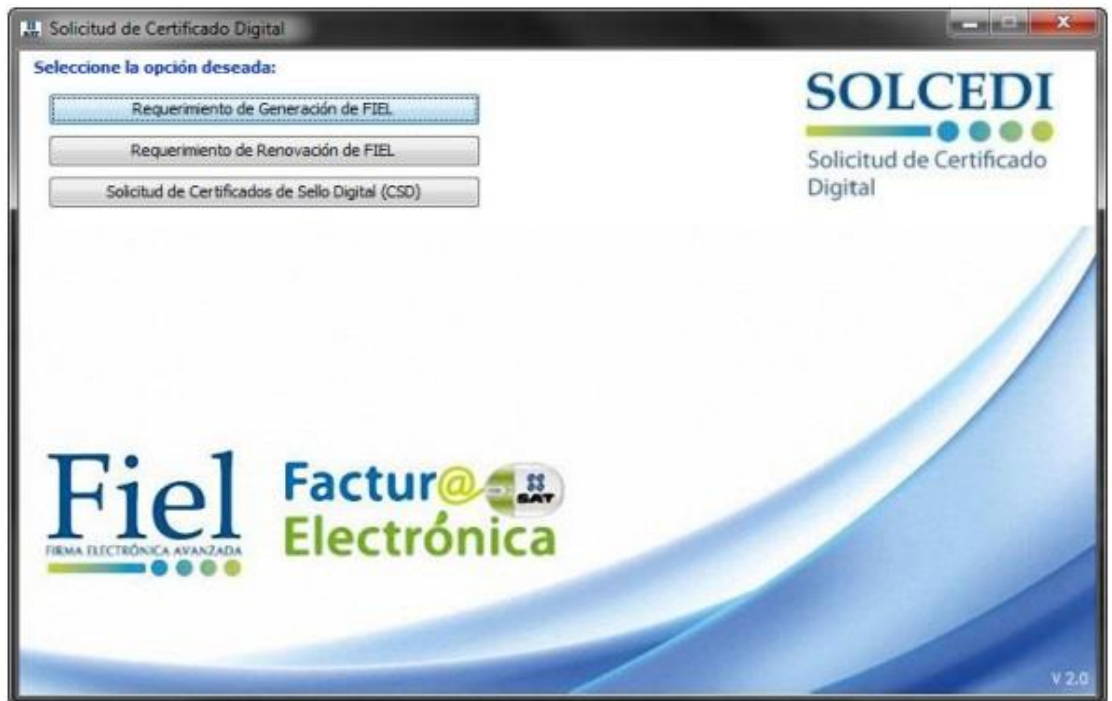 Solicitud de Certificado Digital
Seleccione la opción deseada:
Requerimiento de Generación de FIEL
Requerimiento de Renovación de FIEL
Solicitud de Certificados de Sello Digital (CSD)
SOLCEDI
Solicitud de Certificado
Digital
Fiel
FIRMA ELECTRÓNICA AVANZADA
Factur@
SAT
Electrónica
V 2.0